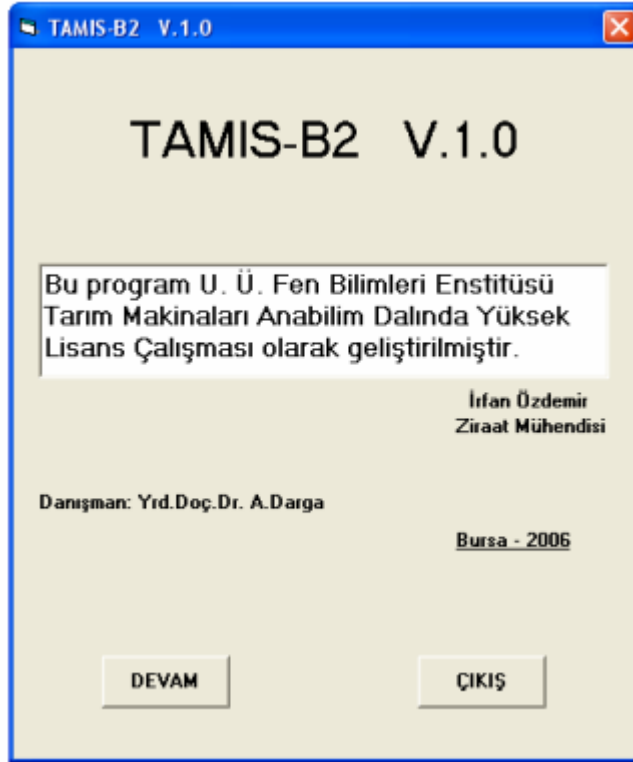 TAMIS-B2 V.1.0
TAMIS-B2 V.1.0
Bu program U. Ü. Fen Bilimleri Enstitüsü
Tarım Makinaları Anabilim Dalında Yüksek
Lisans Çalışması olarak geliştirilmiştir.
İrfan Özdemir
Ziraat Mühendisi
Danışman: Yrd.Doç.Dr. A.Darga
Bursa - 2006
DEVAM
ÇIKIŞ